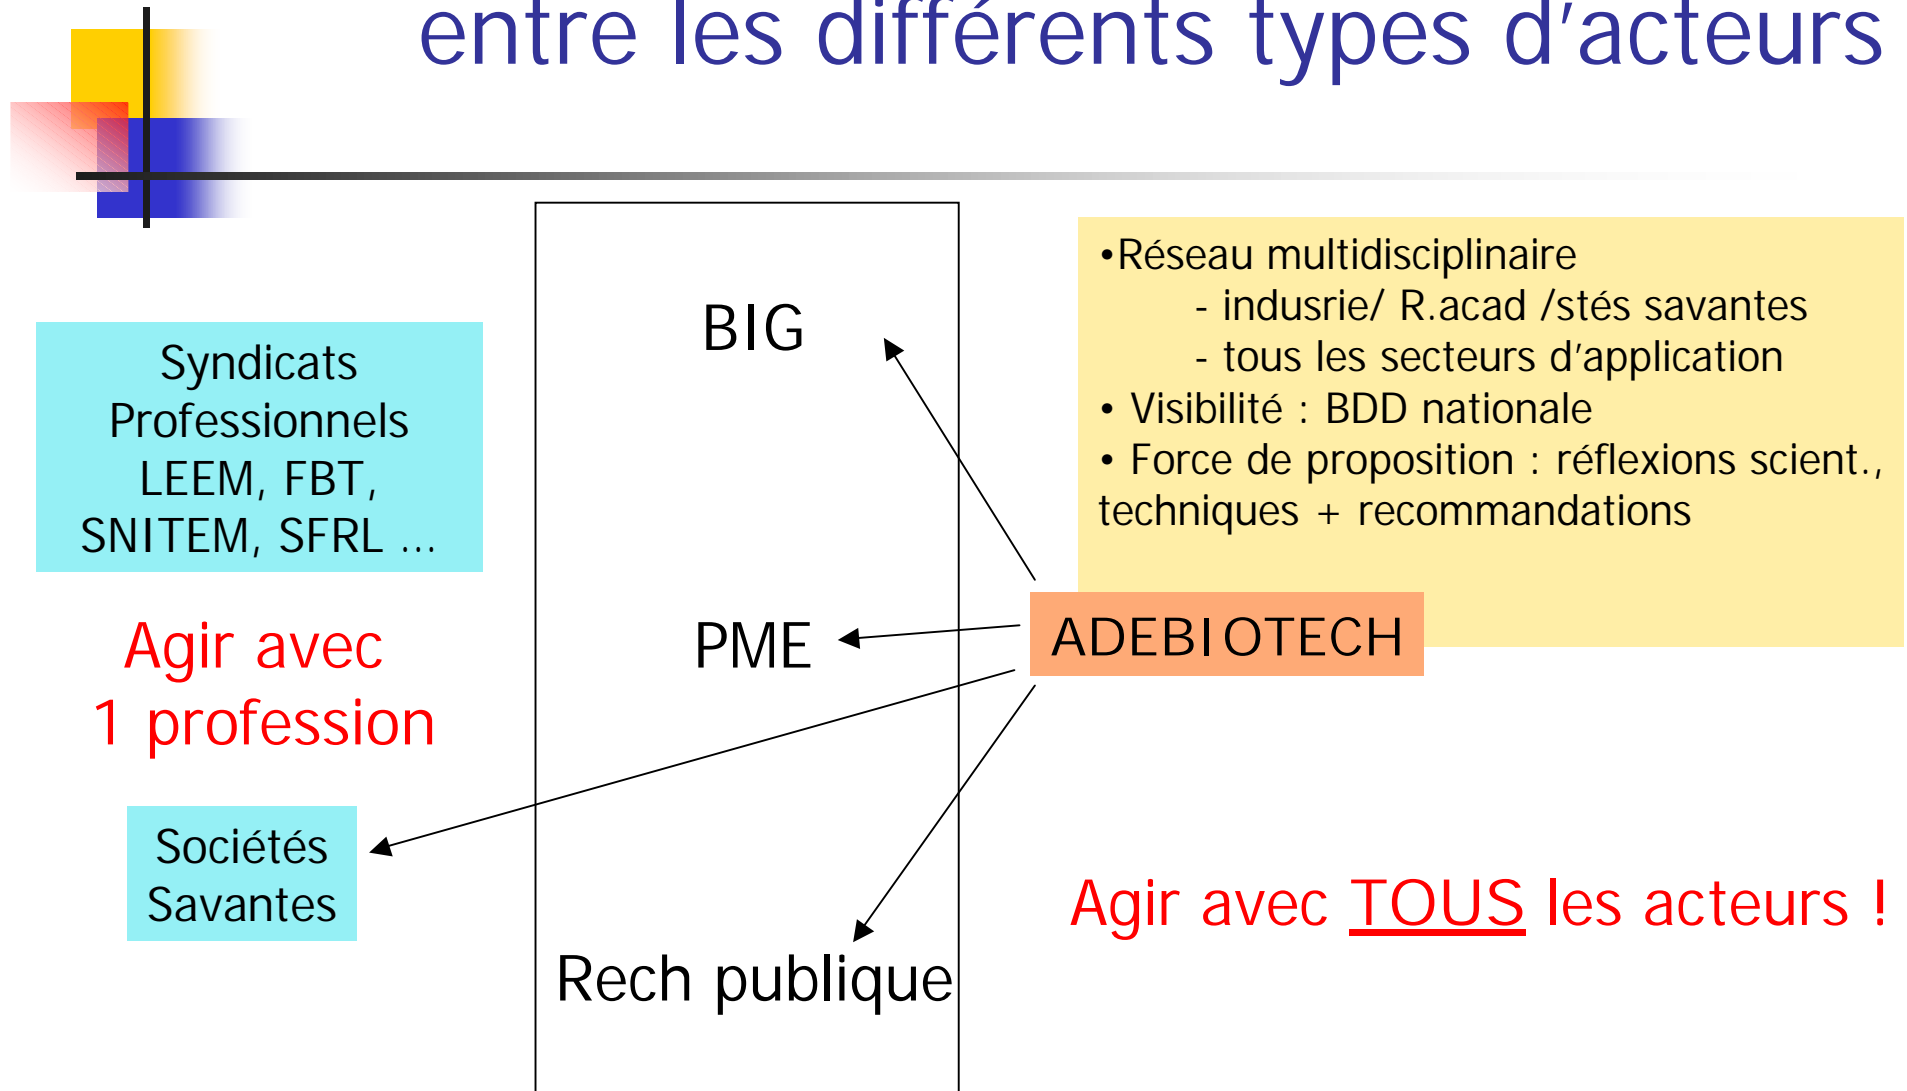 entre les différents types d'acteurs
Syndicats
Professionnels
LEEM, FBT,
SNITEM, SFRL ...
Agir avec
1 profession
Sociétés
Savantes
BIG
PME
Rech publique
•Réseau multidisciplinaire
- indusrie/ R.acad /stés savantes
- tous les secteurs d'application
• Visibilité : BDD nationale
• Force de proposition : réflexions scient.,
techniques + recommandations
ADEBIOTECH
Agir avec TOUS les acteurs !